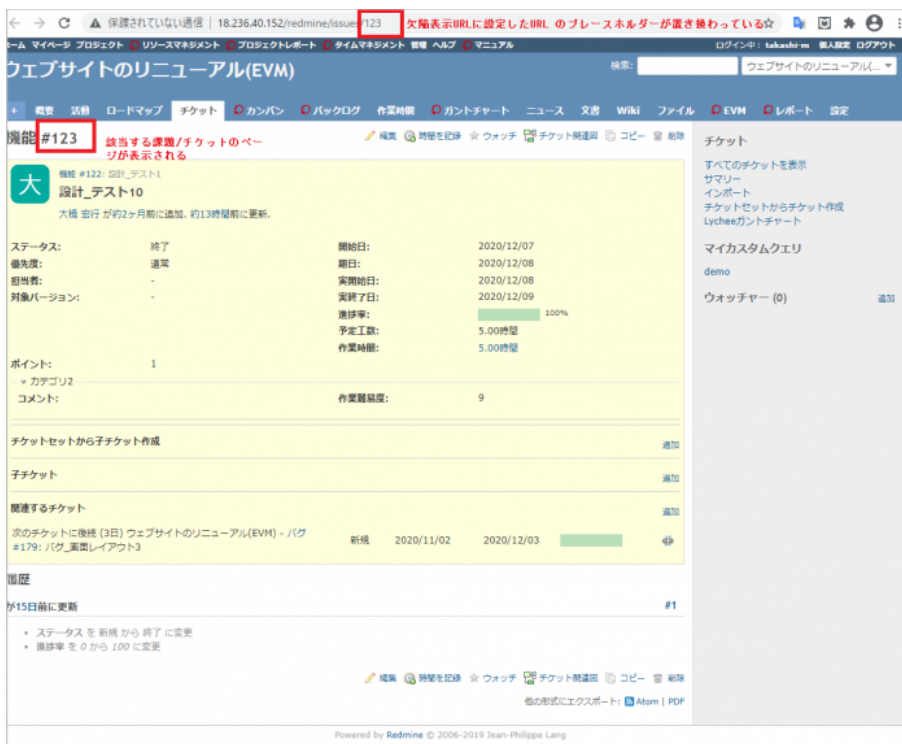 保護されていない通信 | 18.236.40.152/redmine/issues/123 欠陥表示URLに設定したURL のプレースホルダーが置き換わっている
ホーム マイページ プロジェクト リソースマネジメント プロジェクトレポート タイムマネジメント 管理 ヘルプ マニュアル ログイン中: takashi-m 個人設定 ログアウト
ウェブサイトのリニューアル(EVM) 検索: ウェブサイトのリニューアル(...
+ 概要 活動 ロードマップ チケット カンバン バックログ 作業時間 ガントチャート ニュース 文書 Wiki ファイル EVM レポート 設定
機能 #123 該当する課題/チケットのペー
ジが表示される
編集 時間を記録 ウォッチ チケット関連図 コピー 削除
大
機能 #122: 設計_テスト1
設計_テスト10
大橋 宏行 が約2ヶ月前に追加. 約13時間前に更新.
ステータス: 終了 開始日: 2020/12/07
優先度: 通常 期日: 2020/12/08
担当者: - 実開始日: 2020/12/08
対象バージョン: - 実終了日: 2020/12/09
進捗率: 100%
予定工数: 5.00時間
作業時間: 5.00時間
ポイント: 1
カテゴリ2
コメント: 作業難易度: 9
チケットセットから子チケット作成 追加
子チケット 追加
関連するチケット 追加
次のチケットに後続 (3日) ウェブサイトのリニューアル(EVM) - バグ
#179: バグ_画面レイアウト3 新規 2020/11/02 2020/12/03
履歴
が15日前に更新 #1
ステータス を 新規 から 終了 に変更
進捗率 を 0 から 100 に変更
編集 時間を記録 ウォッチ チケット関連図 コピー 削除
他の形式にエクスポート: Atom | PDF
チケット
すべてのチケットを表示
サマリー
インポート
チケットセットからチケット作成
Lycheeガントチャート
マイカスタムクエリ
demo
ウォッチャー (0) 追加
Powered by Redmine © 2006-2019 Jean-Philippe Lang